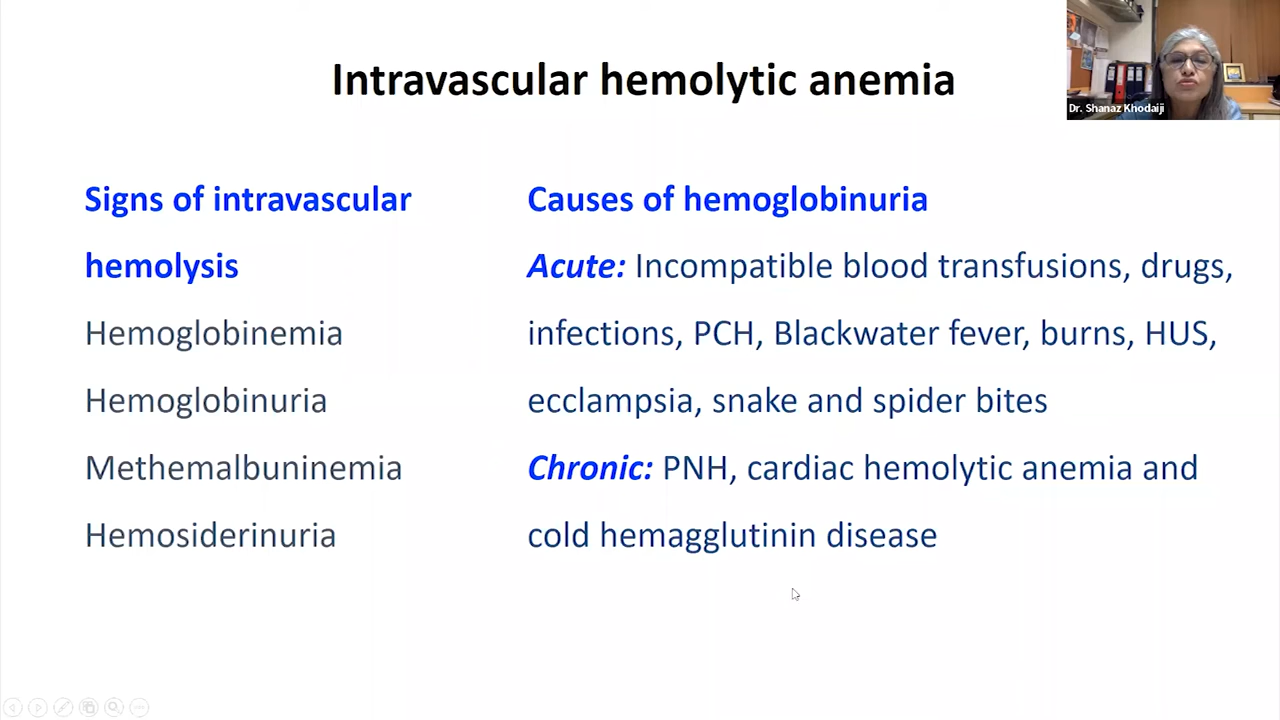 Intravascular hemolytic anemia
Dr. Shanaz Khodaiji
Signs of intravascular
hemolysis
Hemoglobinemia
Hemoglobinuria
Methemalbuninemia
Hemosiderinuria
Causes of hemoglobinuria
Acute: Incompatible blood transfusions, drugs,
infections, PCH, Blackwater fever, burns, HUS,
ecclampsia, snake and spider bites
Chronic: PNH, cardiac hemolytic anemia and
cold hemagglutinin disease